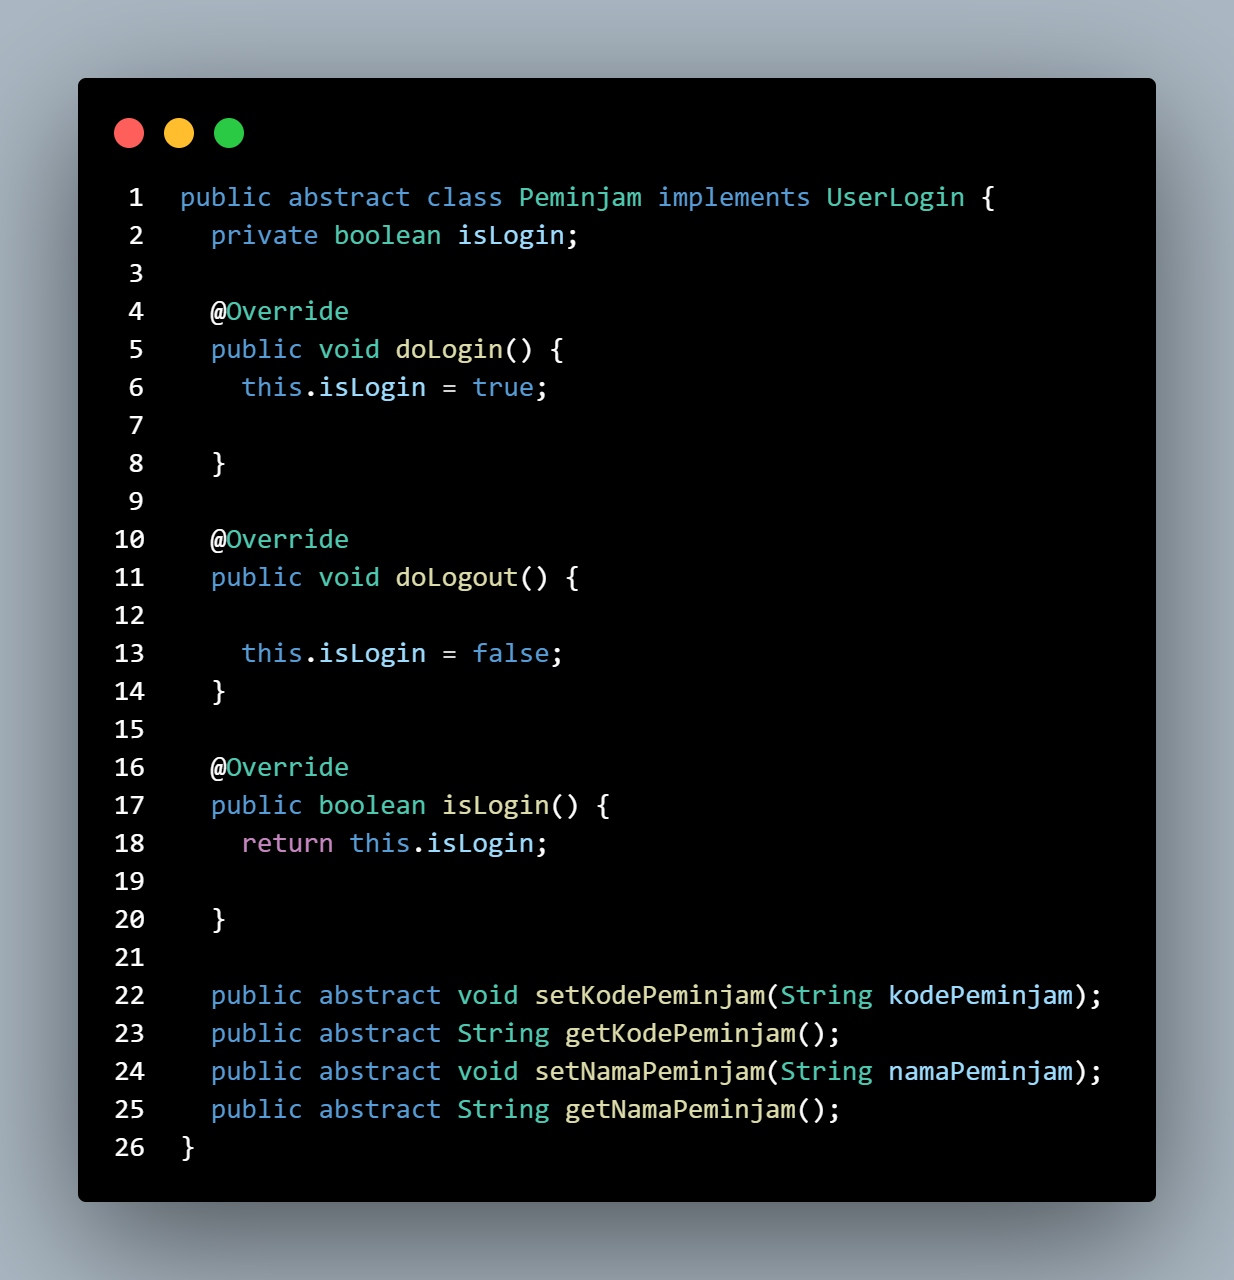 1 public abstract class Peminjam implements UserLogin {
2 private boolean isLogin;
3
4 @Override
5 public void doLogin() {
6 this.isLogin = true;
7
8 }
9
10 @Override
11 public void doLogout() {
12
13 this.isLogin = false;
14 }
15
16 @Override
17 public boolean isLogin() {
18 return this.isLogin;
19
20 }
21
22 public abstract void setKodePeminjam(String kodePeminjam);
23 public abstract String getKodePeminjam();
24 public abstract void setNamaPeminjam(String namaPeminjam);
25 public abstract String getNamaPeminjam();
26 }